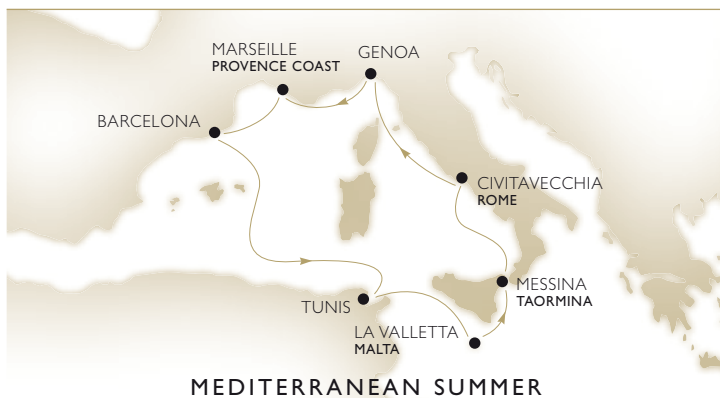 MARSEILLE
PROVENCE COAST
GENOA
BARCELONA
CIVITAVECCHIA
ROME
MESSINA
TAORMINA
TUNIS
LA VALLETTA
MALTA
MEDITERRANEAN SUMMER